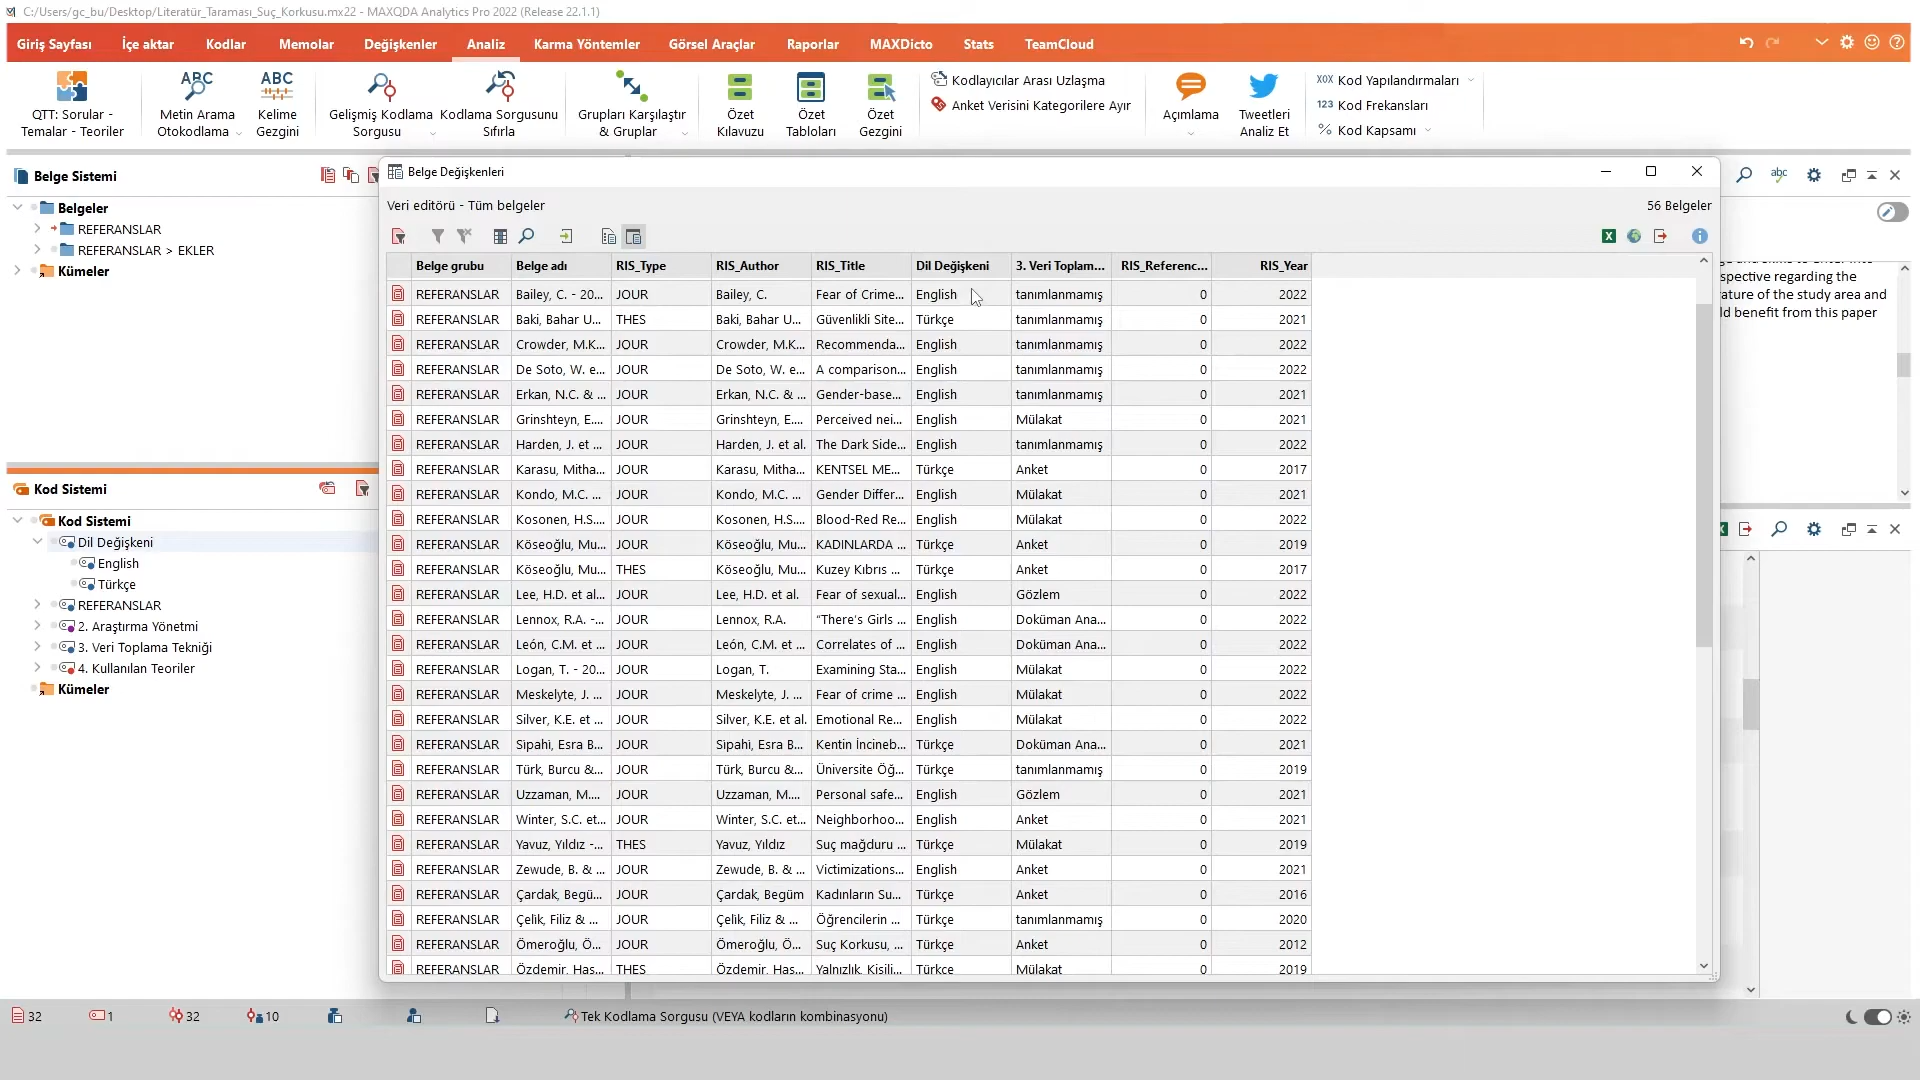 C:/Users/gc_bu/Desktop/Literatür_Taraması_Suç_Korkusu.mx22 - MAXQDA Analytics Pro 2022 (Release 22.1.1)
Giriş Sayfası İçe aktar Kodlar Memolar Değişkenler Analiz Karma Yöntemler Görsel Araçlar Raporlar MAXDicto Stats TeamCloud
QTT: Sorular - Temalar - Teoriler
Metin Arama Otokodlama
Kelime Gezgini
Gelişmiş Kodlama Sorgusu
Kodlama Sorgusunu Sıfırla
Grupları Karşılaştır & Gruplar
Özet Kılavuzu
Özet Tabloları
Özet Gezgini
Kodlayıcılar Arası Uzlaşma
Anket Verisini Kategorilere Ayır
Açımlama
Tweetleri Analiz Et
Kod Yapılandırmaları
123 Kod Frekansları
% Kod Kapsamı
Belge Sistemi
Belgeler
REFERANSLAR
REFERANSLAR > EKLER
Kümeler
Kod Sistemi
Kod Sistemi
Dil Değişkeni
English
Türkçe
REFERANSLAR
2. Araştırma Yönetmi
3. Veri Toplama Tekniği
4. Kullanılan Teoriler
Kümeler
Belge Değişkenleri
Veri editörü - Tüm belgeler 56 Belgeler
Belge grubu Belge adı RIS_Type RIS_Author RIS_Title Dil Değişkeni 3. Veri Toplam... RIS_Referenc... RIS_Year
REFERANSLAR Bailey, C. - 20... JOUR Bailey, C. Fear of Crime... English tanımlanmamış 0 2022
REFERANSLAR Baki, Bahar U... THES Baki, Bahar U... Güvenlikli Site... Türkçe tanımlanmamış 0 2021
REFERANSLAR Crowder, M.K... JOUR Crowder, M.K... Recommenda... English tanımlanmamış 0 2022
REFERANSLAR De Soto, W. e... JOUR De Soto, W. e... A comparison... English tanımlanmamış 0 2022
REFERANSLAR Erkan, N.C. & ... JOUR Erkan, N.C. & ... Gender-base... English tanımlanmamış 0 2021
REFERANSLAR Grinshteyn, E.... JOUR Grinshteyn, E.... Perceived nei... English Mülakat 0 2021
REFERANSLAR Harden, J. et ... JOUR Harden, J. et al. The Dark Side... English tanımlanmamış 0 2022
REFERANSLAR Karasu, Mitha... JOUR Karasu, Mitha... KENTSEL ME... Türkçe Anket 0 2017
REFERANSLAR Kondo, M.C. ... JOUR Kondo, M.C. ... Gender Differ... English Mülakat 0 2021
REFERANSLAR Kosonen, H.S.... JOUR Kosonen, H.S.... Blood-Red Re... English Mülakat 0 2022
REFERANSLAR Köseoğlu, Mu... JOUR Köseoğlu, Mu... KADINLARDA ... Türkçe Anket 0 2019
REFERANSLAR Köseoğlu, Mu... THES Köseoğlu, Mu... Kuzey Kıbrıs ... Türkçe Anket 0 2017
REFERANSLAR Lee, H.D. et al... JOUR Lee, H.D. et al. Fear of sexual... English Gözlem 0 2022
REFERANSLAR Lennox, R.A. -... JOUR Lennox, R.A. "There's Girls ... English Doküman Ana... 0 2022
REFERANSLAR León, C.M. et ... JOUR León, C.M. et ... Correlates of ... English Doküman Ana... 0 2022
REFERANSLAR Logan, T. - 20... JOUR Logan, T. Examining Sta... English Mülakat 0 2022
REFERANSLAR Meskelyte, J. ... JOUR Meskelyte, J. ... Fear of crime ... English Mülakat 0 2022
REFERANSLAR Silver, K.E. et ... JOUR Silver, K.E. et al. Emotional Re... English Mülakat 0 2022
REFERANSLAR Sipahi, Esra B... JOUR Sipahi, Esra B... Kentin İncineb... Türkçe Doküman Ana... 0 2021
REFERANSLAR Türk, Burcu &... JOUR Türk, Burcu &... Üniversite Öğ... Türkçe tanımlanmamış 0 2019
REFERANSLAR Uzzaman, M.... JOUR Uzzaman, M.... Personal safe... English Gözlem 0 2021
REFERANSLAR Winter, S.C. et... JOUR Winter, S.C. et... Neighborhoo... English Anket 0 2021
REFERANSLAR Yavuz, Yıldız -... THES Yavuz, Yıldız Suç mağduru ... Türkçe Mülakat 0 2019
REFERANSLAR Zewude, B. & ... JOUR Zewude, B. & ... Victimizations... English Anket 0 2021
REFERANSLAR Çardak, Begü... JOUR Çardak, Begüm Kadınların Su... Türkçe Anket 0 2016
REFERANSLAR Çelik, Filiz & ... JOUR Çelik, Filiz & ... Öğrencilerin ... Türkçe tanımlanmamış 0 2020
REFERANSLAR Ömeroğlu, Ö... JOUR Ömeroğlu, Ö... Suç Korkusu, ... Türkçe Anket 0 2012
REFERANSLAR Özdemir, Has... THES Özdemir, Has... Yalnızlık, Kişili... Türkçe Mülakat 0 2019
spective regarding the
ature of the study area and
ld benefit from this paper
32 1 32 10 Tek Kodlama Sorgusu (VEYA kodların kombinasyonu)